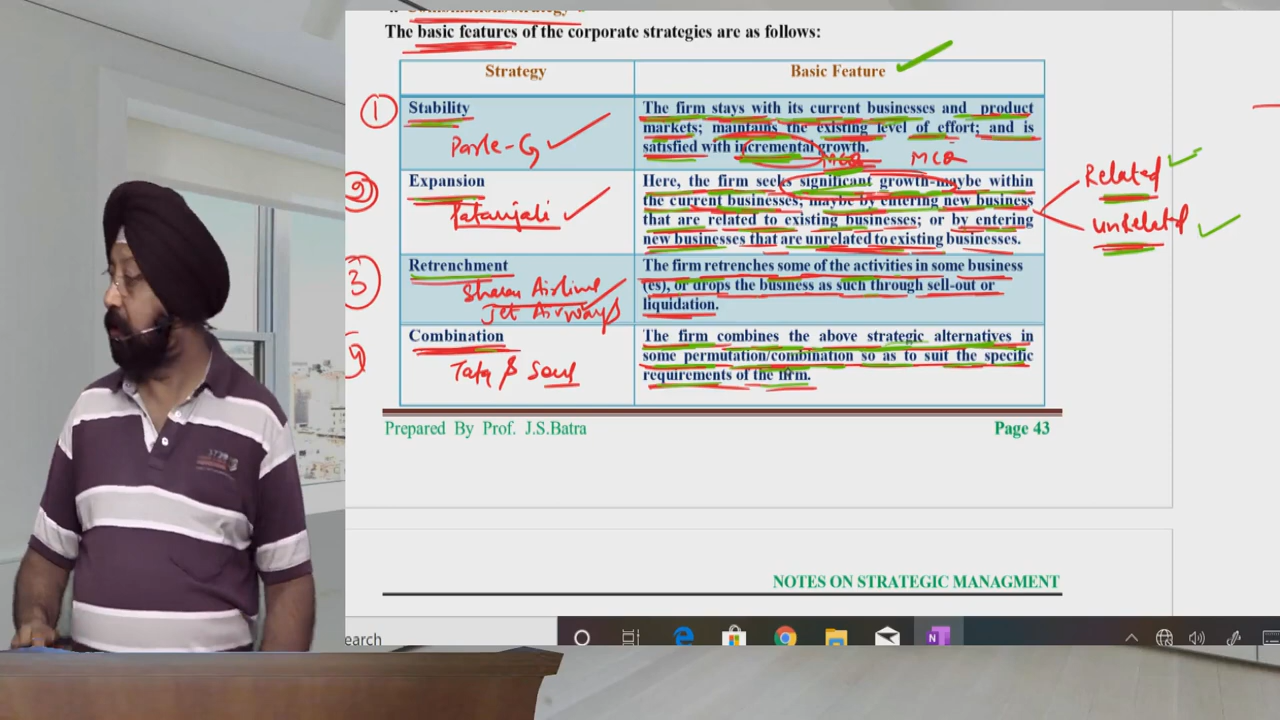 The basic features of the corporate strategies are as follows:
Strategy
Basic Feature
1
Stability
Parle-G
The firm stays with its current businesses and product
markets; maintains the existing level of effort; and is
satisfied with incremental growth.
MCQ
MCQ
2
Expansion
Patanjali
Here, the firm seeks significant growth-maybe within
the current businesses; maybe by entering new business
that are related to existing businesses; or by entering
new businesses that are unrelated to existing businesses.
Related
unrelated
3
Retrenchment
Airline
Jet Airways
The firm retrenches some of the activities in some business
(es), or drops the business as such through sell-out or
liquidation.
4
Combination
Tata
The firm combines the above strategic alternatives in
some permutation/combination so as to suit the specific
requirements of the firm.
Prepared By Prof. J.S.Batra
Page 43
NOTES ON STRATEGIC MANAGMENT
earch